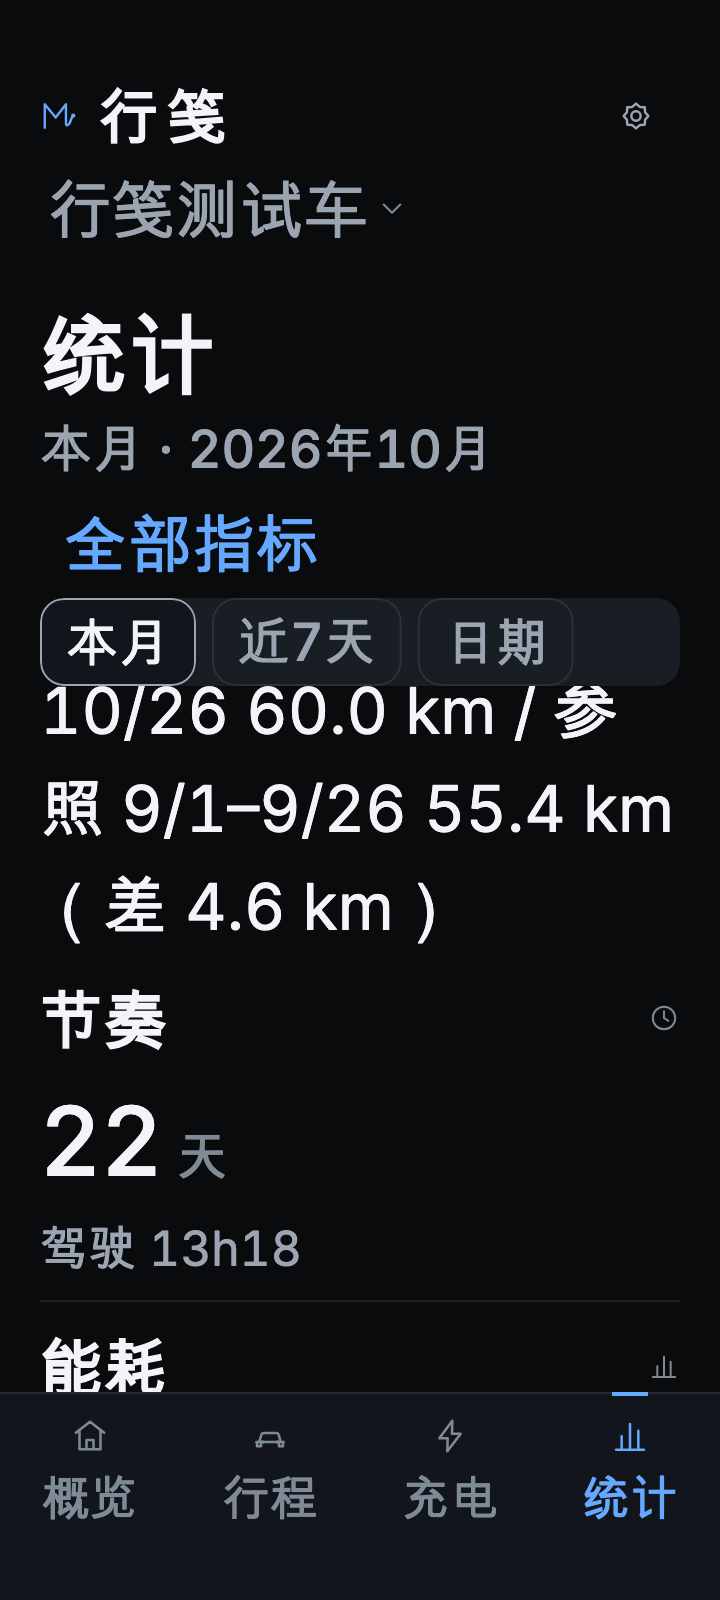 行笺
行笺测试车
统计
本月 · 2026年10月
全部指标
本月 近7天 日期
10/26 60.0 km / 参
照 9/1–9/26 55.4 km
（ 差 4.6 km ）
节奏
22 天
驾驶 13h18
能耗
概览 行程 充电 统计